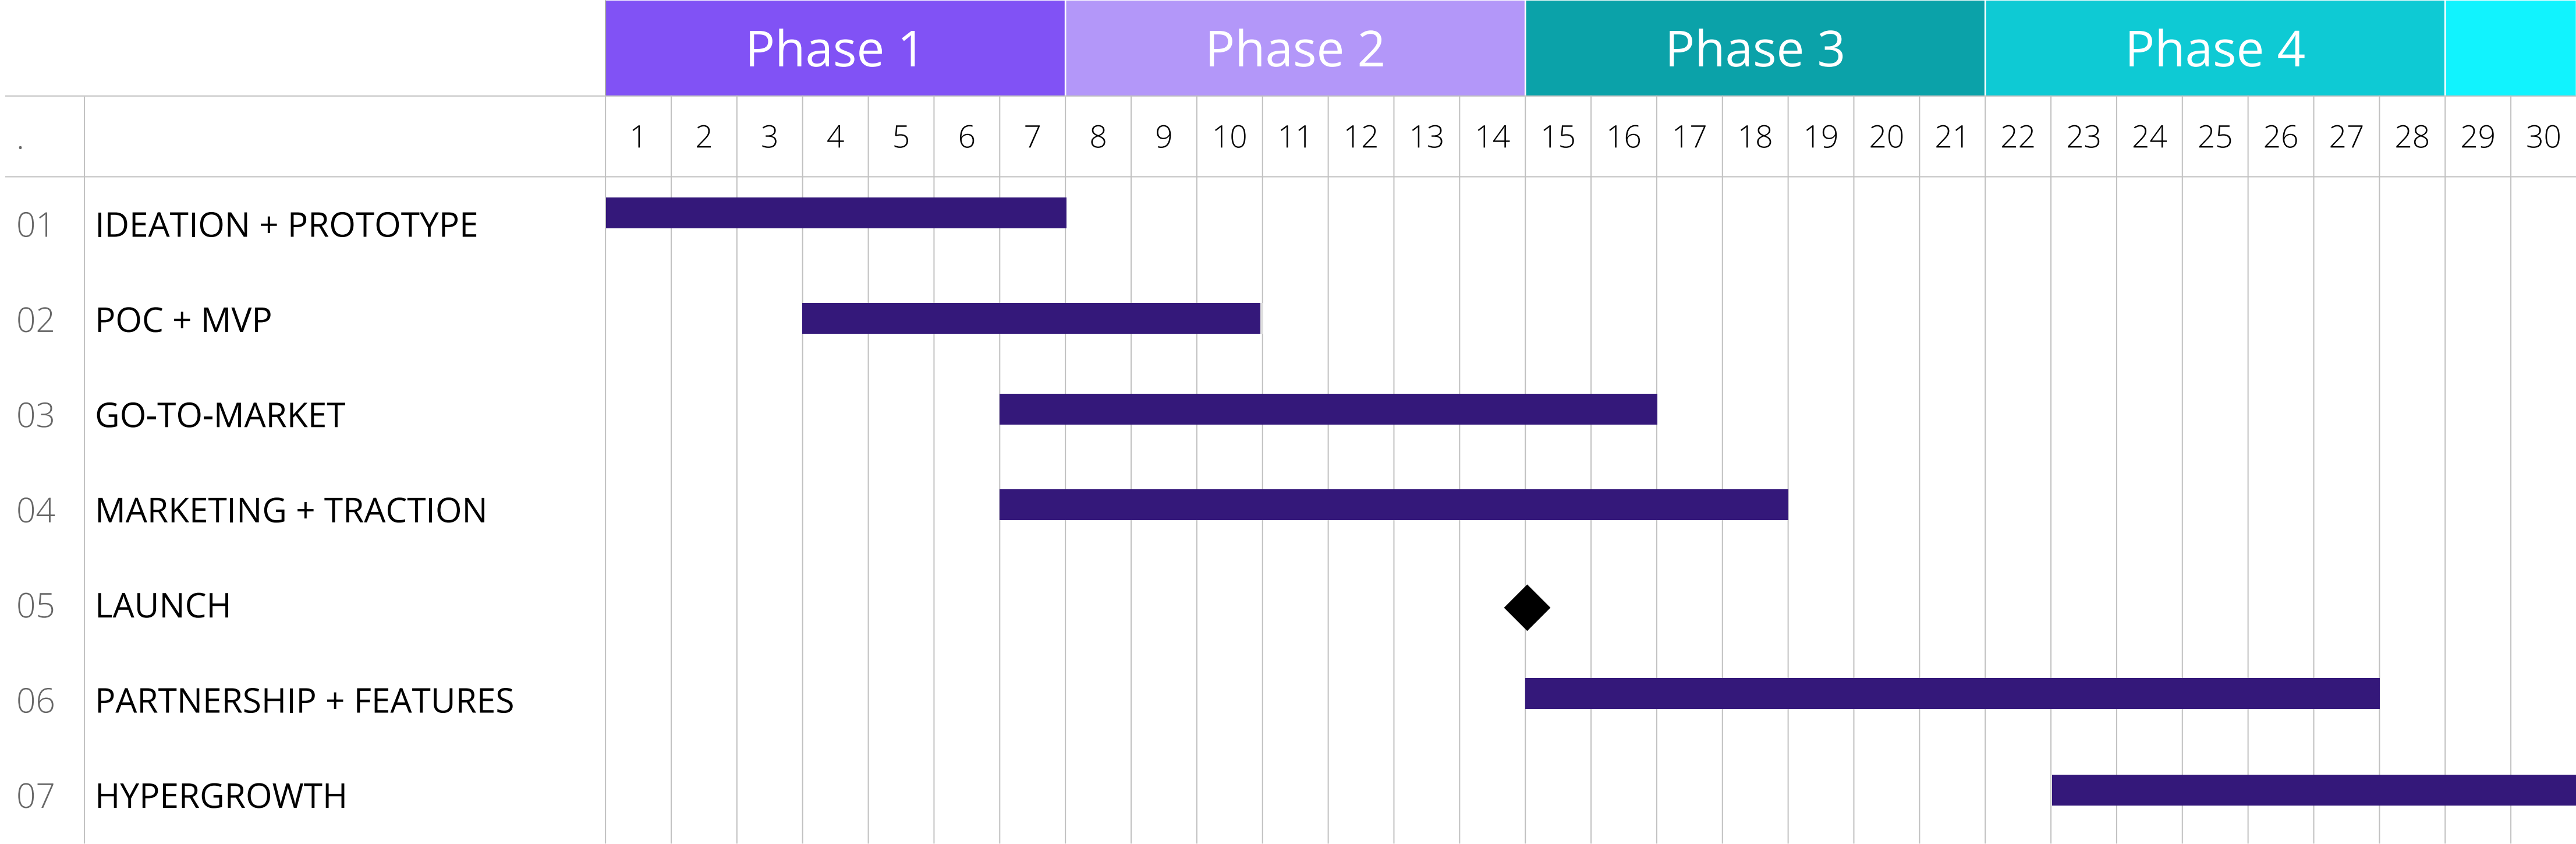 Phase 1 Phase 2 Phase 3 Phase 4
. 1 2 3 4 5 6 7 8 9 10 11 12 13 14 15 16 17 18 19 20 21 22 23 24 25 26 27 28 29 30
01 IDEATION + PROTOTYPE
02 POC + MVP
03 GO-TO-MARKET
04 MARKETING + TRACTION
05 LAUNCH
06 PARTNERSHIP + FEATURES
07 HYPERGROWTH